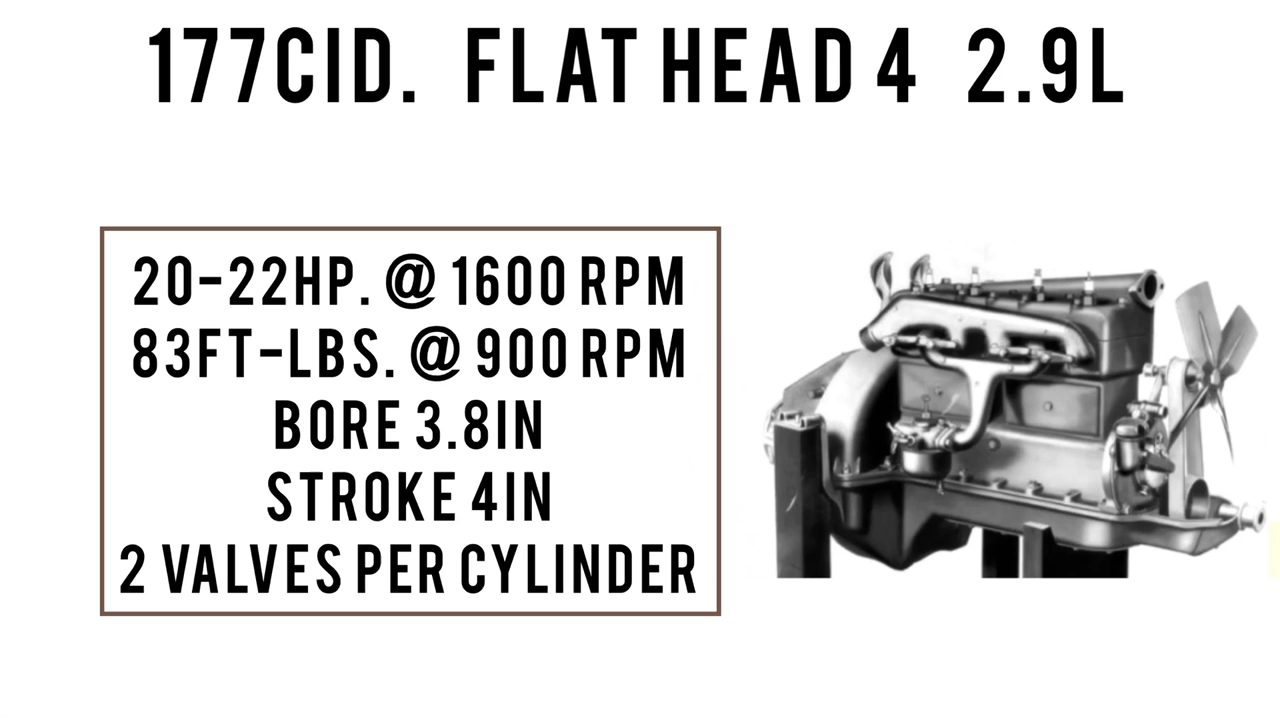 177CID. FLAT HEAD 4 2.9L
20-22HP. @ 1600 RPM
83FT-LBS. @ 900 RPM
BORE 3.8IN
STROKE 4IN
2 VALVES PER CYLINDER